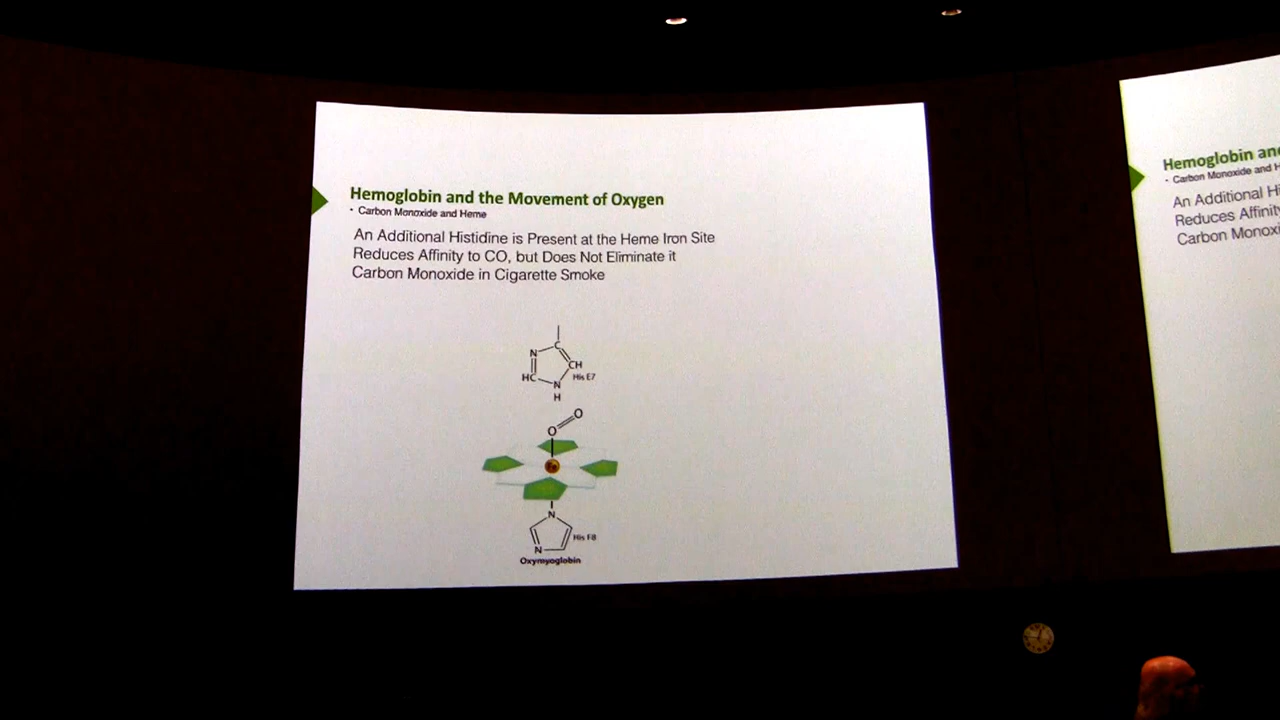 Hemoglobin and the Movement of Oxygen
• Carbon Monoxide and Heme
An Additional Histidine is Present at the Heme Iron Site
Reduces Affinity to CO, but Does Not Eliminate it
Carbon Monoxide in Cigarette Smoke
C
N
CH
HC
His E7
N
H
O
O
Fe
N
His F8
N
Oxymyoglobin
Hemoglobin and
• Carbon Monoxide and H
An Additional Hi
Reduces Affinity
Carbon Monoxi